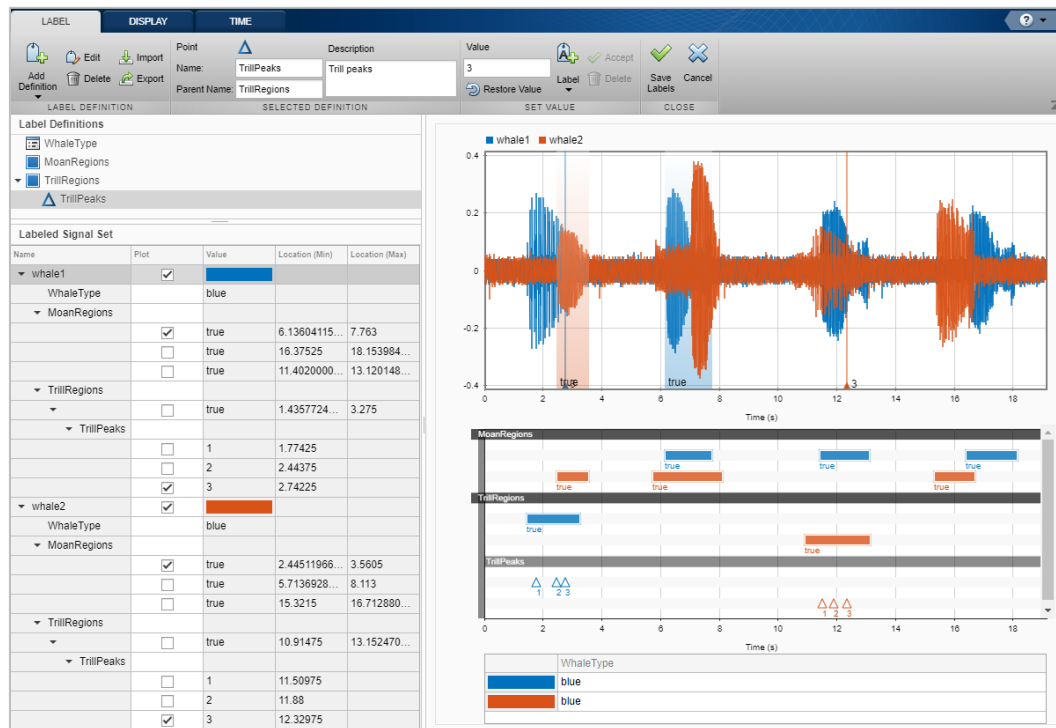 LABEL DISPLAY TIME ?
Add Definition Edit Delete Import Export
Point
Name: TrillPeaks
Parent Name: TrillRegions
Description
Trill peaks
Value
3
Restore Value
Label Accept Delete
Save Labels Cancel
LABEL DEFINITION SELECTED DEFINITION SET VALUE CLOSE
Label Definitions
WhaleType
MoanRegions
TrillRegions
TrillPeaks
Labeled Signal Set
Name Plot Value Location (Min) Location (Max)
whale1
WhaleType blue
MoanRegions
true 6.13604115... 7.763
true 16.37525 18.153984...
true 11.4020000... 13.120148...
TrillRegions
true 1.4357724... 3.275
TrillPeaks
1 1.77425
2 2.44375
3 2.74225
whale2
WhaleType blue
MoanRegions
true 2.44511966... 3.5605
true 5.7136928... 8.113
true 15.3215 16.712880...
TrillRegions
true 10.91475 13.152470...
TrillPeaks
1 11.50975
2 11.88
3 12.32975
whale1 whale2
0.4
0.2
0
-0.2
-0.4
true 3 true 3
0 2 4 6 8 10 12 14 16 18
Time (s)
MoanRegions
true true true
true true true
TrillRegions
true
true
TrillPeaks
1 2 3
1 2 3
0 2 4 6 8 10 12 14 16 18
Time (s)
WhaleType
blue
blue